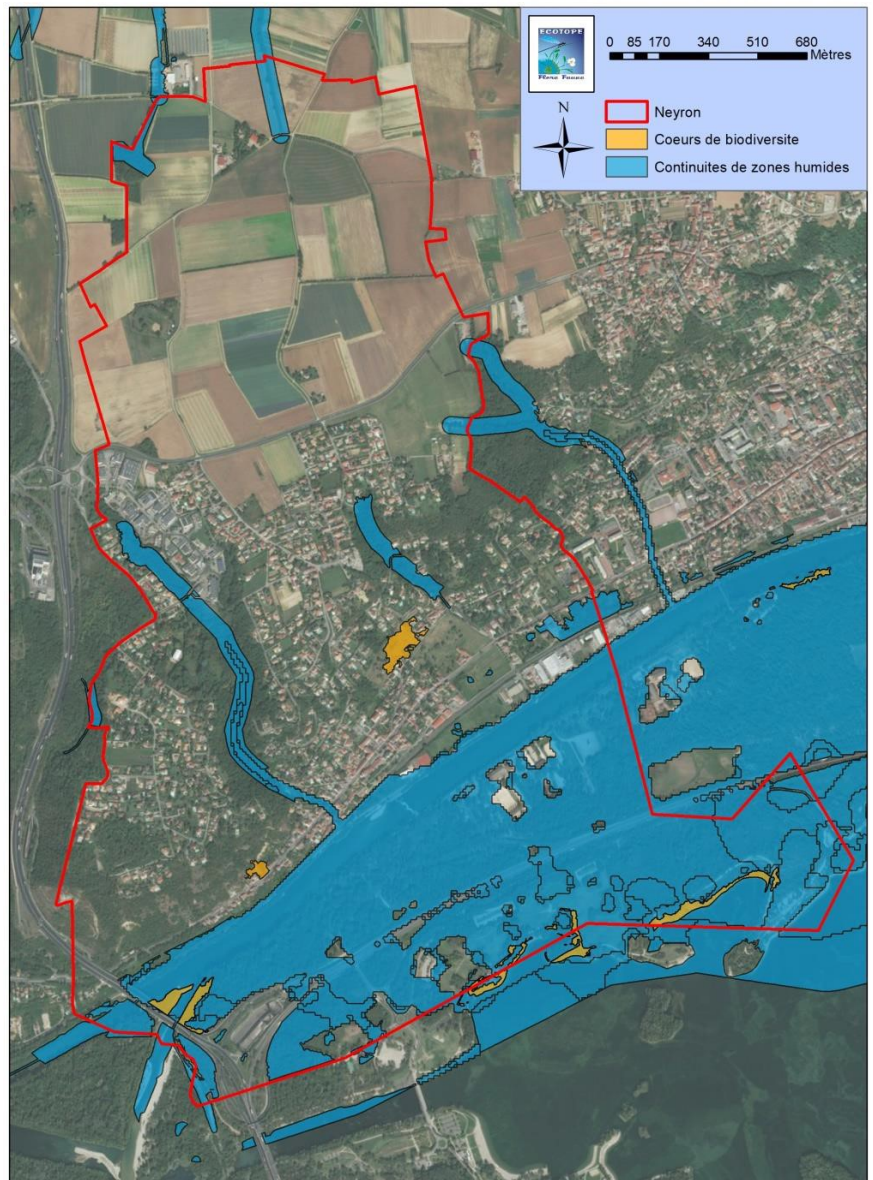 ECOTOPE
Flore Faune
0 85 170 340 510 680
Mètres
N
Neyron
Coeurs de biodiversite
Continuites de zones humides